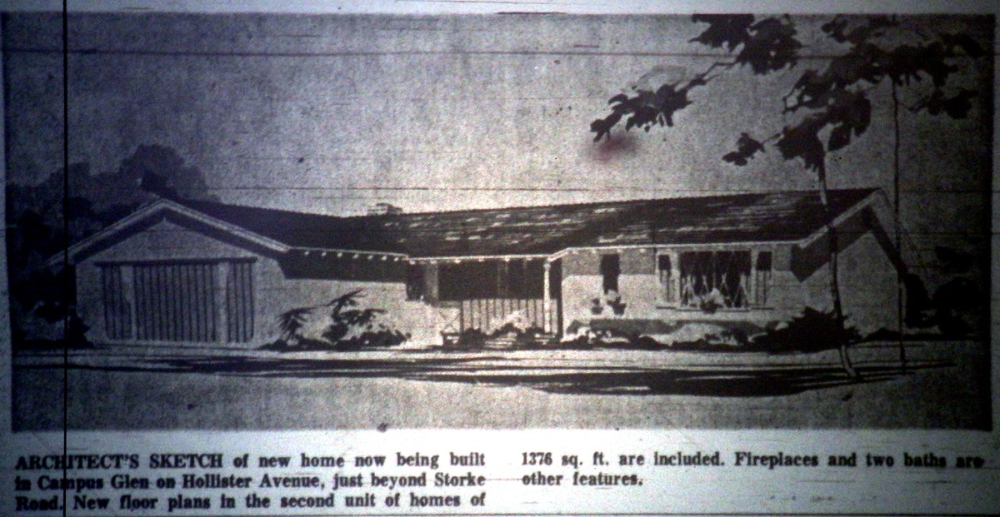 ARCHITECT'S SKETCH of new home now being built
in Campus Glen on Hollister Avenue, just beyond Storke
Road. New floor plans in the second unit of homes of
1376 sq. ft. are included. Fireplaces and two baths are
other features.